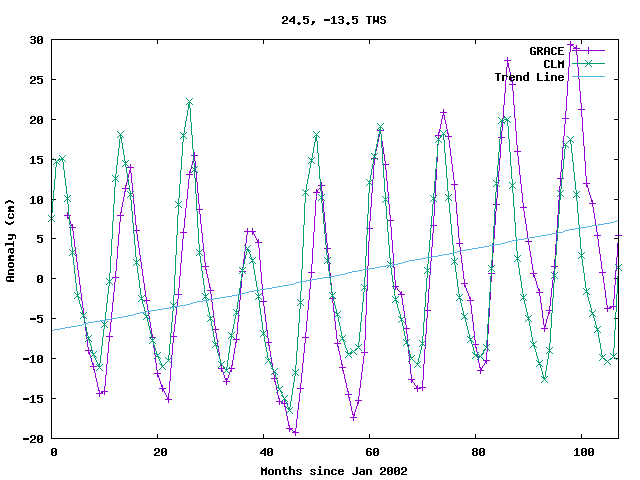 24.5, -13.5 TWS
GRACE
CLM
Trend Line
30
25
20
15
10
5
0
-5
-10
-15
-20
Anomaly (cm)
0 20 40 60 80 100
Months since Jan 2002